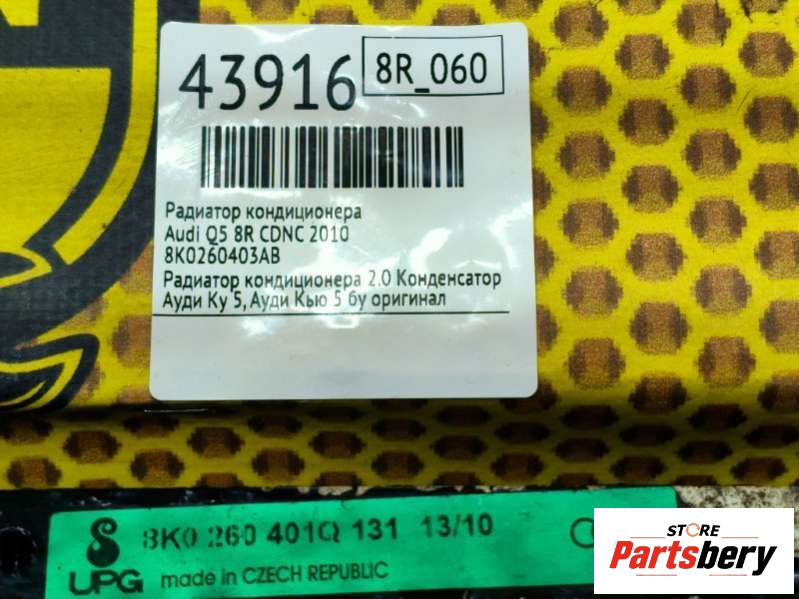 43916
8R_060
Радиатор кондиционера
Audi Q5 8R CDNC 2010
8K0260403AB
Радиатор кондиционера 2.0 Конденсатор
Ауди Ку 5, Ауди Кью 5 бу оригинал
8K0 260 401Q 131 13/10
UPG
made in CZECH REPUBLIC
STORE
Partsbery